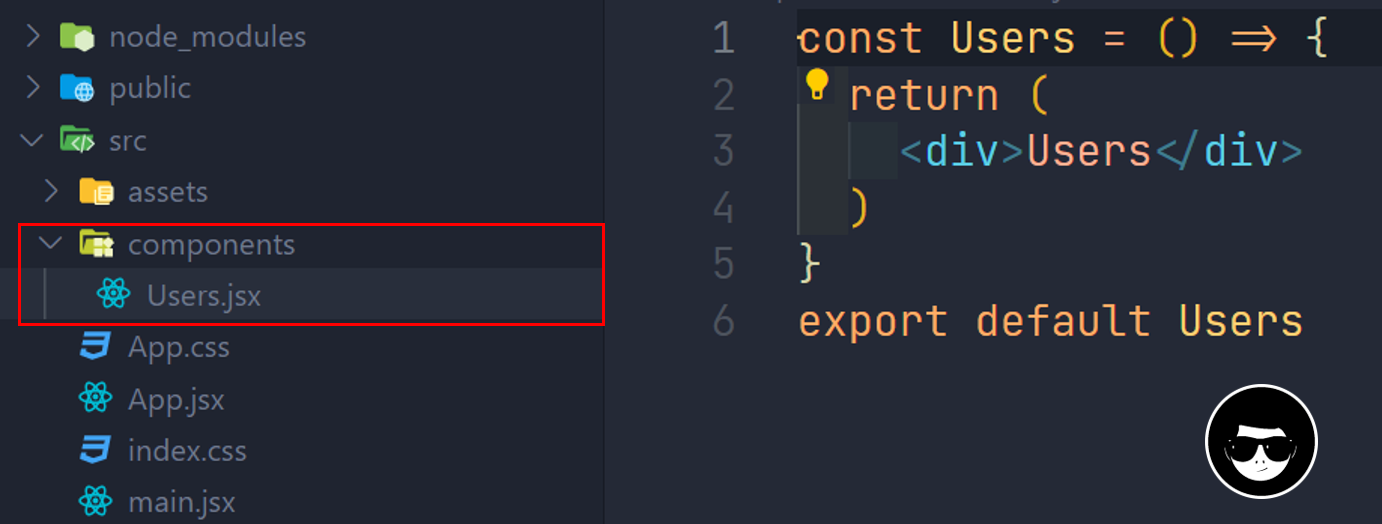 node_modules
public
src
assets
components
Users.jsx
App.css
App.jsx
index.css
main.jsx
1 const Users = () => {
2 return (
3 <div>Users</div>
4 )
5 }
6 export default Users